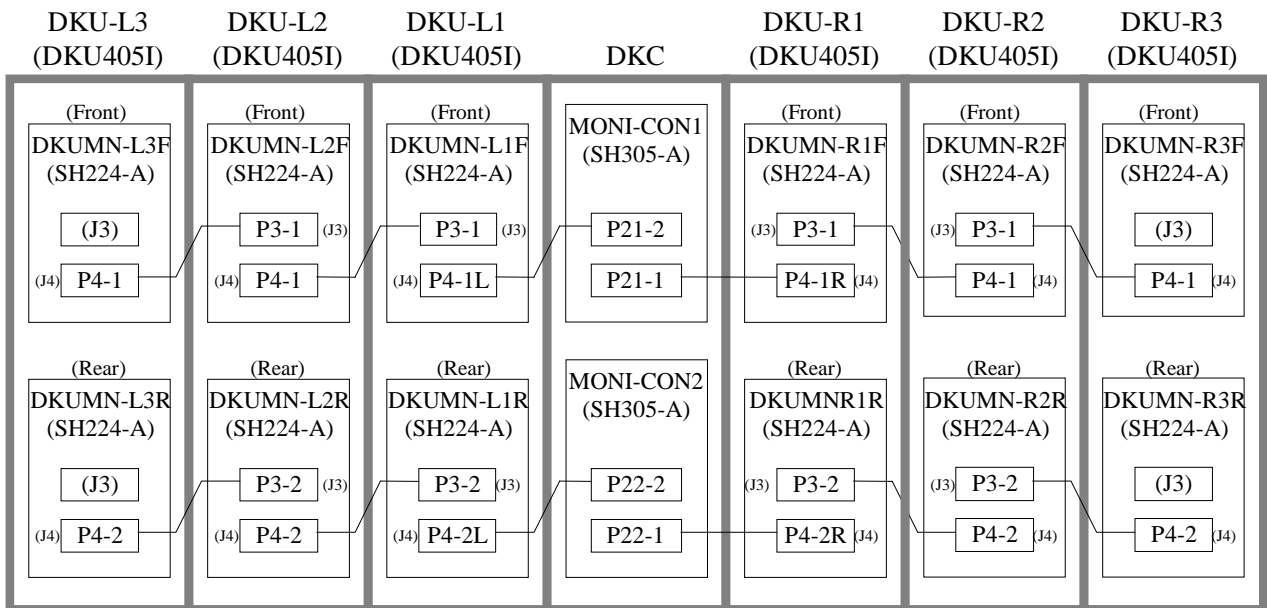 DKU-L3
(DKU405I)
DKU-L2
(DKU405I)
DKU-L1
(DKU405I)
DKC
DKU-R1
(DKU405I)
DKU-R2
(DKU405I)
DKU-R3
(DKU405I)
(Front)
DKUMN-L3F
(SH224-A)
(J3)
(J4) P4-1
(Front)
DKUMN-L2F
(SH224-A)
P3-1 (J3)
(J4) P4-1
(Front)
DKUMN-L1F
(SH224-A)
P3-1 (J3)
(J4) P4-1L
MONI-CON1
(SH305-A)
P21-2
P21-1
(Front)
DKUMN-R1F
(SH224-A)
(J3) P3-1
P4-1R (J4)
(Front)
DKUMN-R2F
(SH224-A)
(J3) P3-1
P4-1 (J4)
(Front)
DKUMN-R3F
(SH224-A)
(J3)
P4-1 (J4)
(Rear)
DKUMN-L3R
(SH224-A)
(J3)
(J4) P4-2
(Rear)
DKUMN-L2R
(SH224-A)
P3-2 (J3)
(J4) P4-2
(Rear)
DKUMN-L1R
(SH224-A)
P3-2 (J3)
(J4) P4-2L
MONI-CON2
(SH305-A)
P22-2
P22-1
(Rear)
DKUMNR1R
(SH224-A)
(J3) P3-2
P4-2R (J4)
(Rear)
DKUMN-R2R
(SH224-A)
(J3) P3-2
P4-2 (J4)
(Rear)
DKUMN-R3R
(SH224-A)
(J3)
P4-2 (J4)